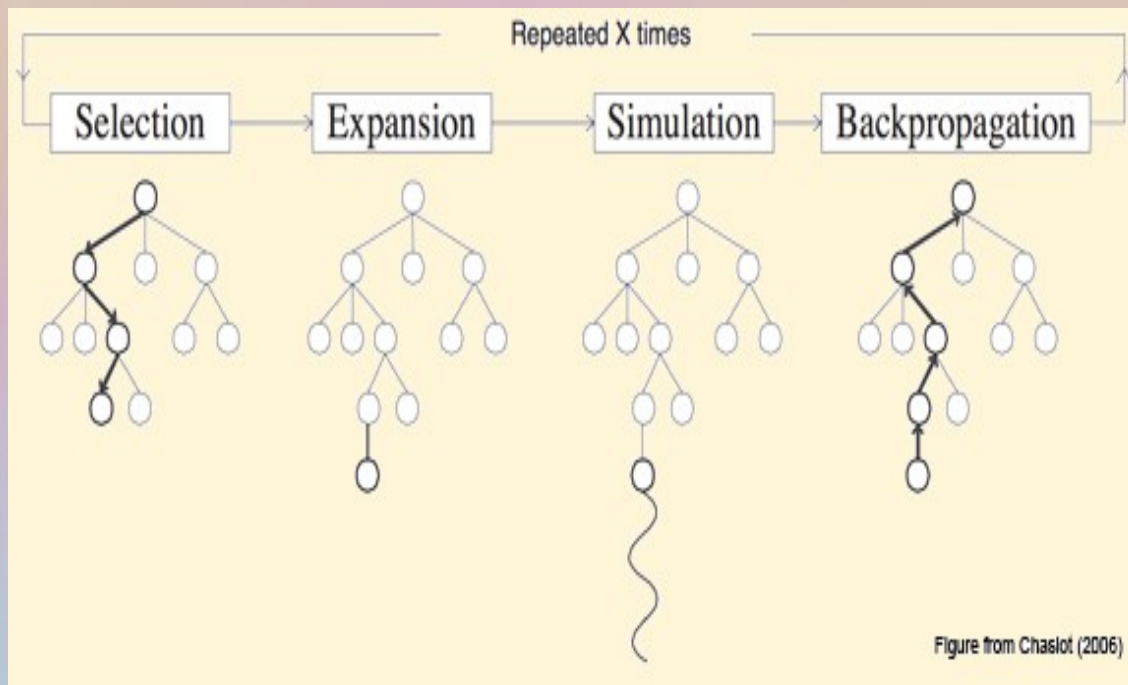 Repeated X times
Selection
Expansion
Simulation
Backpropagation
Figure from Chaslot (2006)